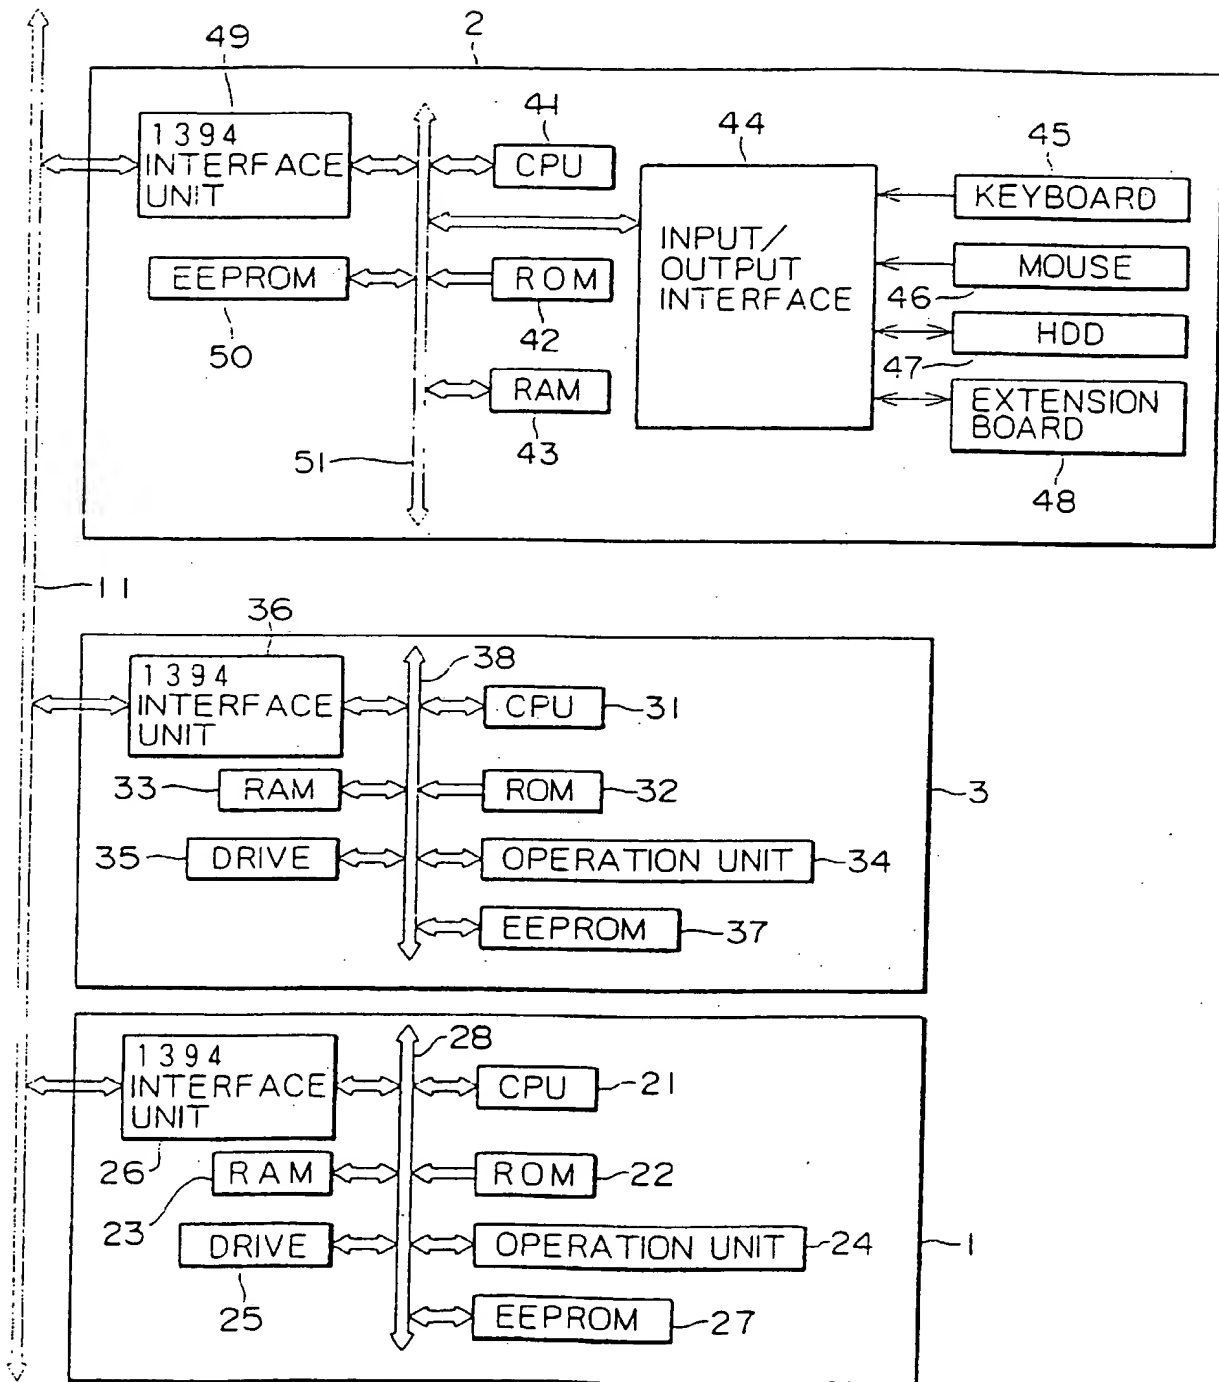 2
49
1394
INTERFACE
UNIT
41
CPU
44
INPUT/
OUTPUT
INTERFACE
45
KEYBOARD
MOUSE
46
HDD
47
EXTENSION
BOARD
48
EEPROM
50
ROM
42
RAM
43
51
11
36
1394
INTERFACE
UNIT
38
CPU
31
33
RAM
ROM
32
3
35
DRIVE
OPERATION UNIT
34
EEPROM
37
1394
INTERFACE
UNIT
26
28
CPU
21
RAM
23
ROM
22
DRIVE
25
OPERATION UNIT
24
1
EEPROM
27